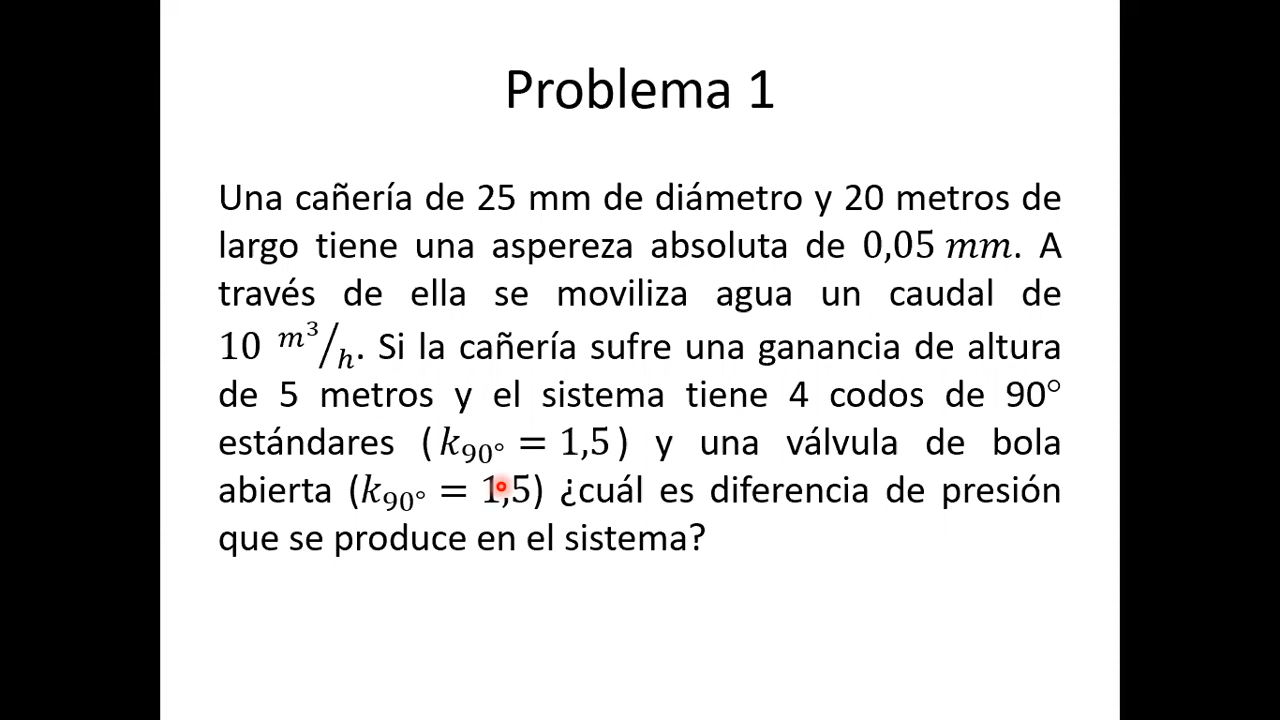 Problema 1
Una cañería de 25 mm de diámetro y 20 metros de
largo tiene una aspereza absoluta de 0,05 mm. A
través de ella se moviliza agua un caudal de
10 m³/h. Si la cañería sufre una ganancia de altura
de 5 metros y el sistema tiene 4 codos de 90°
estándares (k90° = 1,5) y una válvula de bola
abierta (k90° = 1,5) ¿cuál es diferencia de presión
que se produce en el sistema?